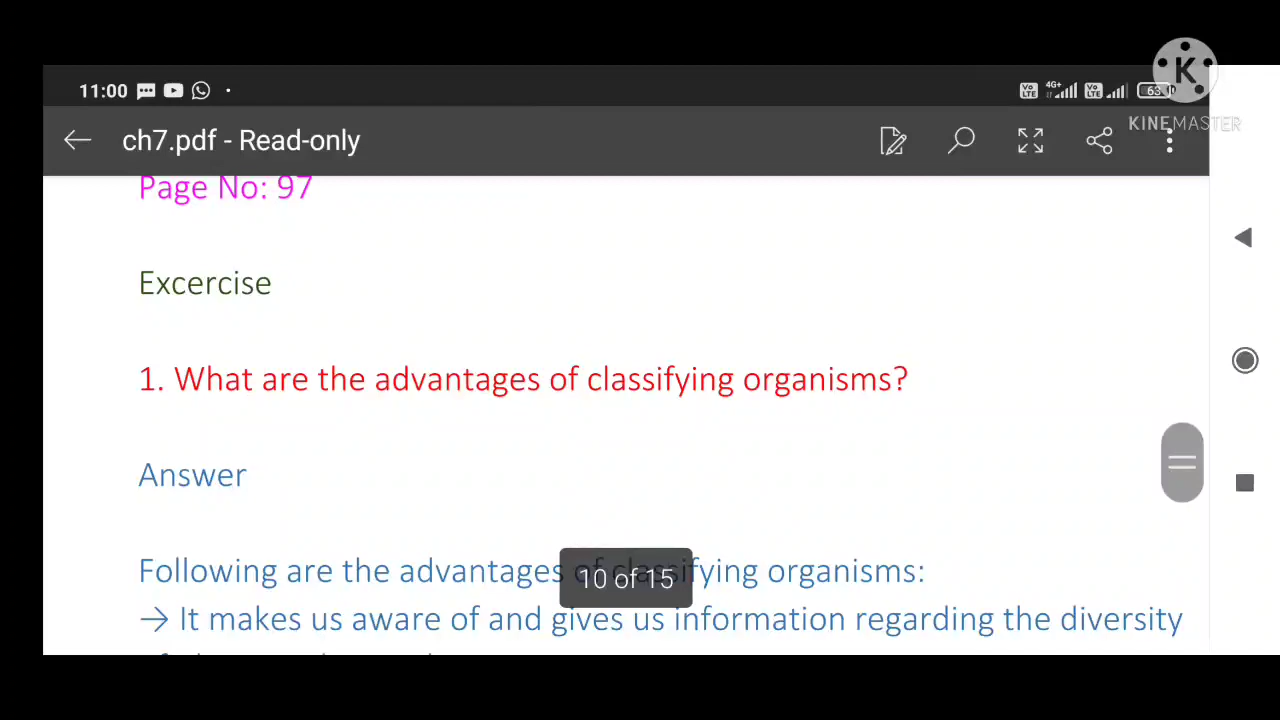 11:00
63
K
KINEMASTER
ch7.pdf - Read-only
Page No: 97
Excercise
1. What are the advantages of classifying organisms?
Answer
Following are the advantages of classifying organisms:
10 of 15
→ It makes us aware of and gives us information regarding the diversity